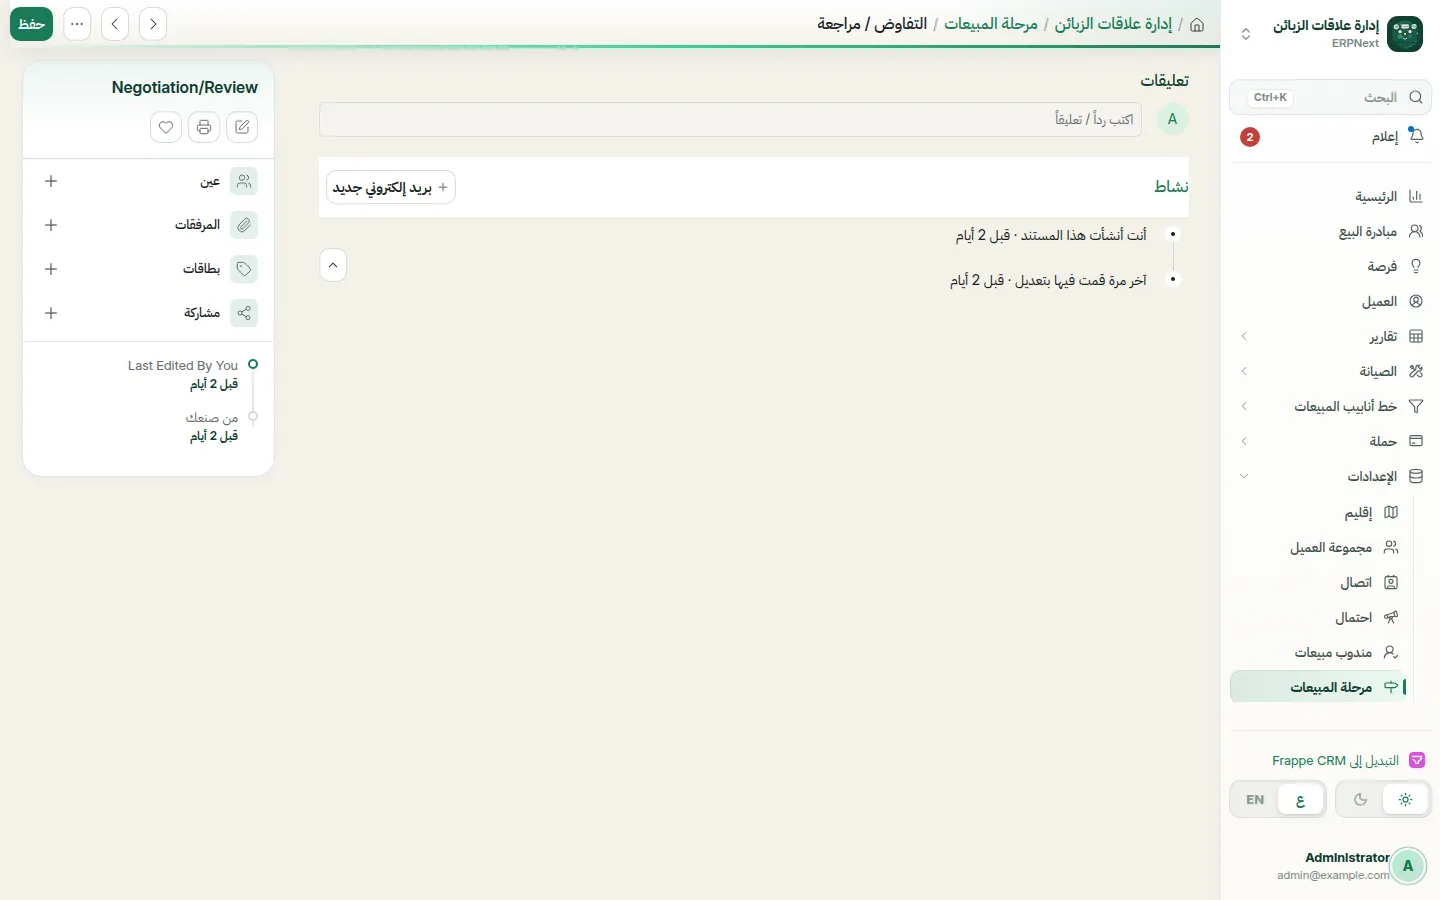 إدارة علاقات الزبائن
ERPNext
البحث
Ctrl+K
إعلام
2
الرئيسية
مبادرة البيع
فرصة
العميل
تقارير
الصيانة
خط أنابيب المبيعات
حملة
الإعدادات
إقليم
مجموعة العميل
اتصال
احتمال
مندوب مبيعات
مرحلة المبيعات
التبديل إلى Frappe CRM
ع
EN
Administrator
admin@example.com
A
/ إدارة علاقات الزبائن / مرحلة المبيعات / التفاوض / مراجعة
حفظ
تعليقات
A
اكتب رداً / تعليقاً
نشاط
بريد إلكتروني جديد
أنت أنشأت هذا المستند · قبل 2 أيام
آخر مرة قمت فيها بتعديل · قبل 2 أيام
Negotiation/Review
عين
المرفقات
بطاقات
مشاركة
Last Edited By You
قبل 2 أيام
من صنعك
قبل 2 أيام